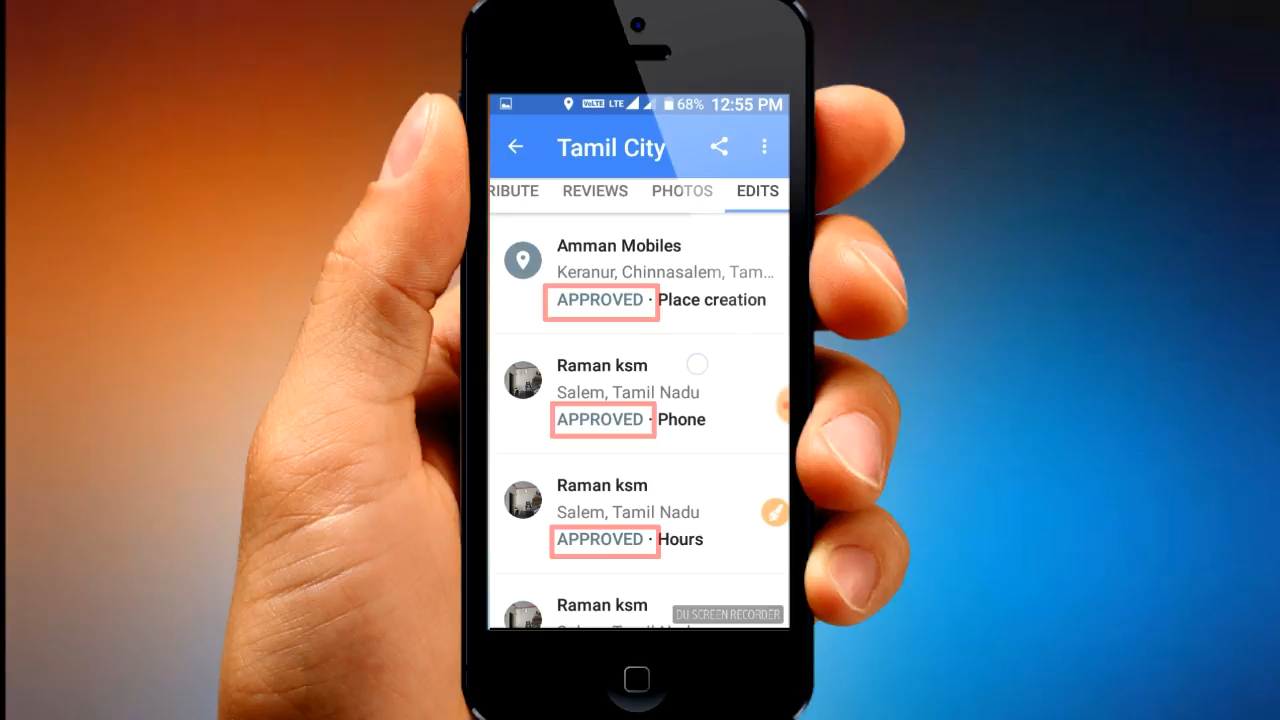 VoLTE LTE 68% 12:55 PM
Tamil City
RIBUTE REVIEWS PHOTOS EDITS
Amman Mobiles
Keranur, Chinnasalem, Tam...
APPROVED · Place creation
Raman ksm
Salem, Tamil Nadu
APPROVED · Phone
Raman ksm
Salem, Tamil Nadu
APPROVED · Hours
Raman ksm
DU SCREEN RECORDER